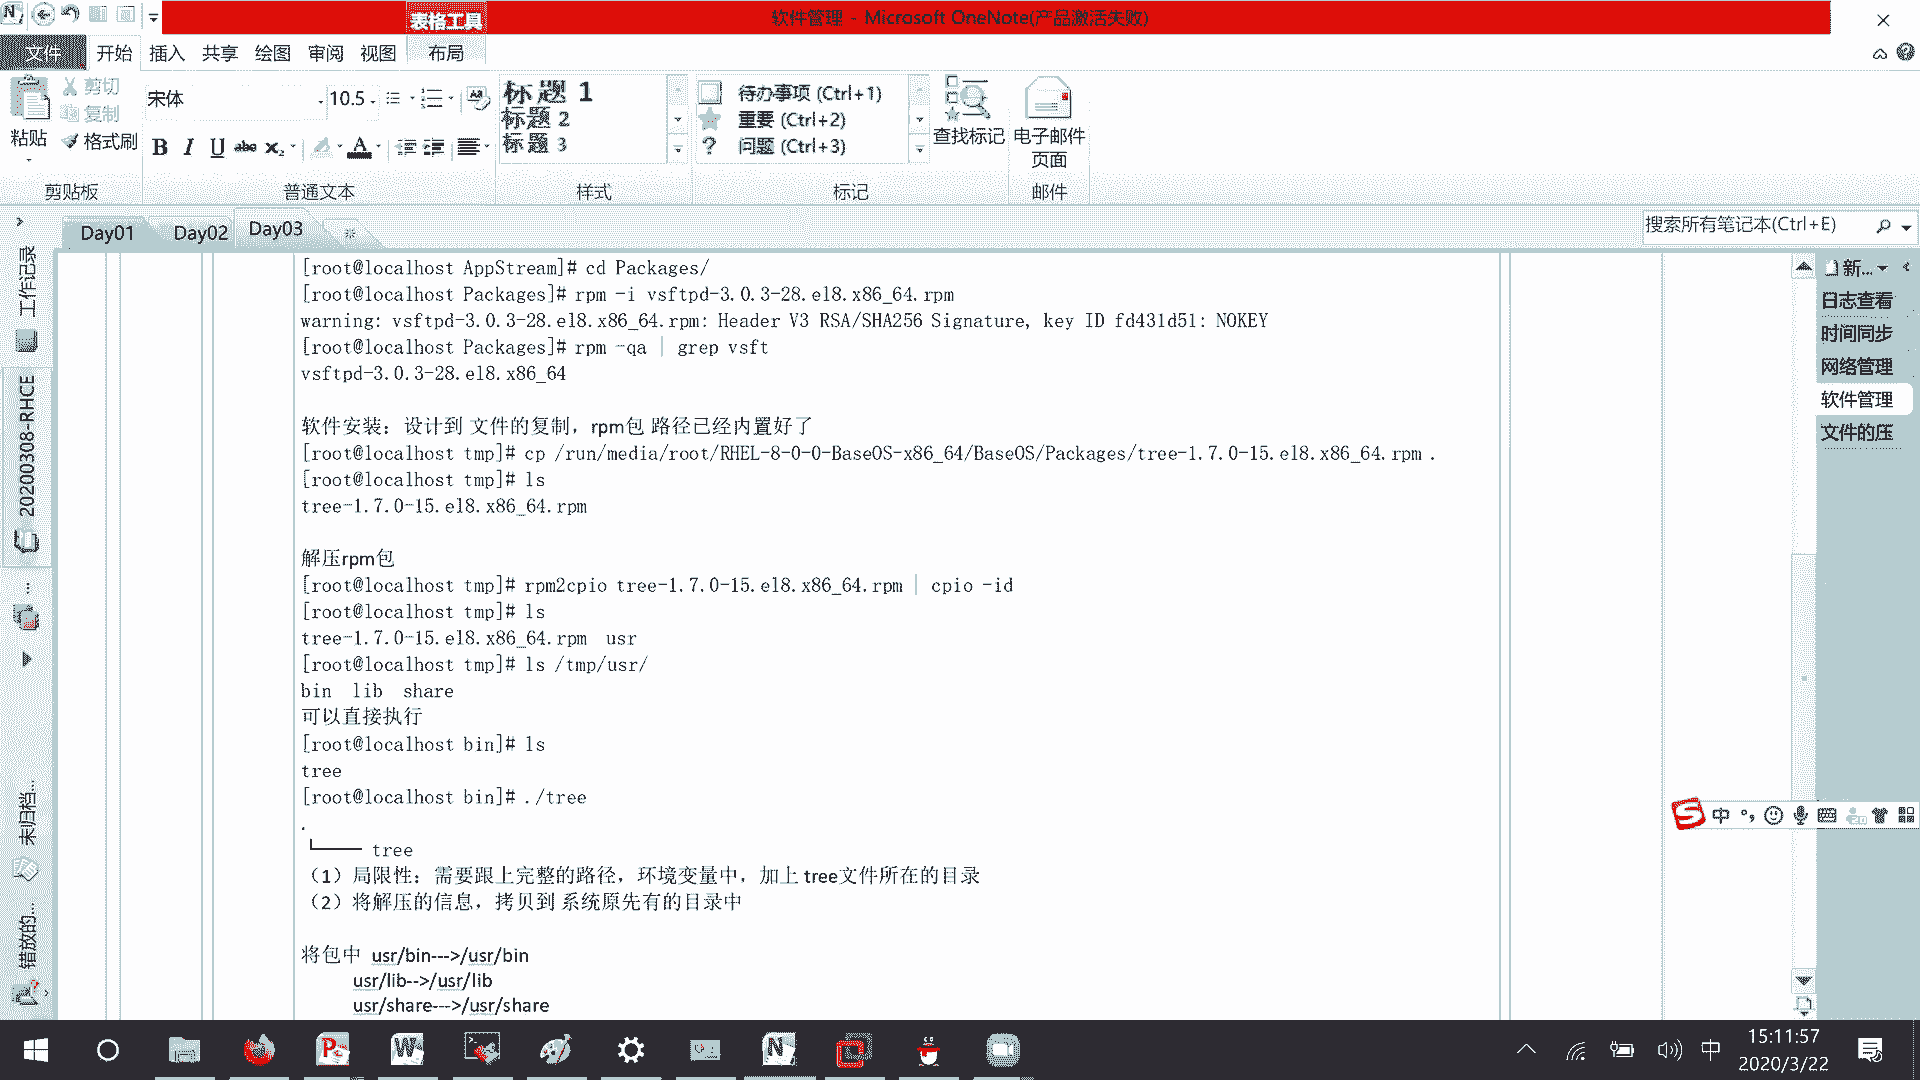 表格工具
软件管理 - Microsoft OneNote(产品激活失败)
文件 开始 插入 共享 绘图 审阅 视图 布局
剪切
复制
格式刷
粘贴
剪贴板
宋体 10.5
B I U abc x₂ A
普通文本
标题 1
标题 2
标题 3
样式
待办事项 (Ctrl+1)
重要 (Ctrl+2)
问题 (Ctrl+3)
标记
查找标记
电子邮件
页面
邮件
Day01 Day02 Day03
搜索所有笔记本(Ctrl+E)
工作记录
20200308-RHCE
未归档...
错放的...
[root@localhost AppStream]# cd Packages/
[root@localhost Packages]# rpm -i vsftpd-3.0.3-28.el8.x86_64.rpm
warning: vsftpd-3.0.3-28.el8.x86_64.rpm: Header V3 RSA/SHA256 Signature, key ID fd431d51: NOKEY
[root@localhost Packages]# rpm -qa | grep vsft
vsftpd-3.0.3-28.el8.x86_64
软件安装：设计到 文件的复制，rpm包 路径已经内置好了
[root@localhost tmp]# cp /run/media/root/RHEL-8-0-0-BaseOS-x86_64/BaseOS/Packages/tree-1.7.0-15.el8.x86_64.rpm .
[root@localhost tmp]# ls
tree-1.7.0-15.el8.x86_64.rpm
解压rpm包
[root@localhost tmp]# rpm2cpio tree-1.7.0-15.el8.x86_64.rpm | cpio -id
[root@localhost tmp]# ls
tree-1.7.0-15.el8.x86_64.rpm usr
[root@localhost tmp]# ls /tmp/usr/
bin lib share
可以直接执行
[root@localhost bin]# ls
tree
[root@localhost bin]# ./tree
.
└── tree
（1）局限性：需要跟上完整的路径，环境变量中，加上 tree文件所在的目录
（2）将解压的信息，拷贝到 系统原先有的目录中
将包中 usr/bin--->/usr/bin
usr/lib-->/usr/lib
usr/share--->/usr/share
新...
日志查看
时间同步
网络管理
软件管理
文件的压
中
中
15:11:57
2020/3/22